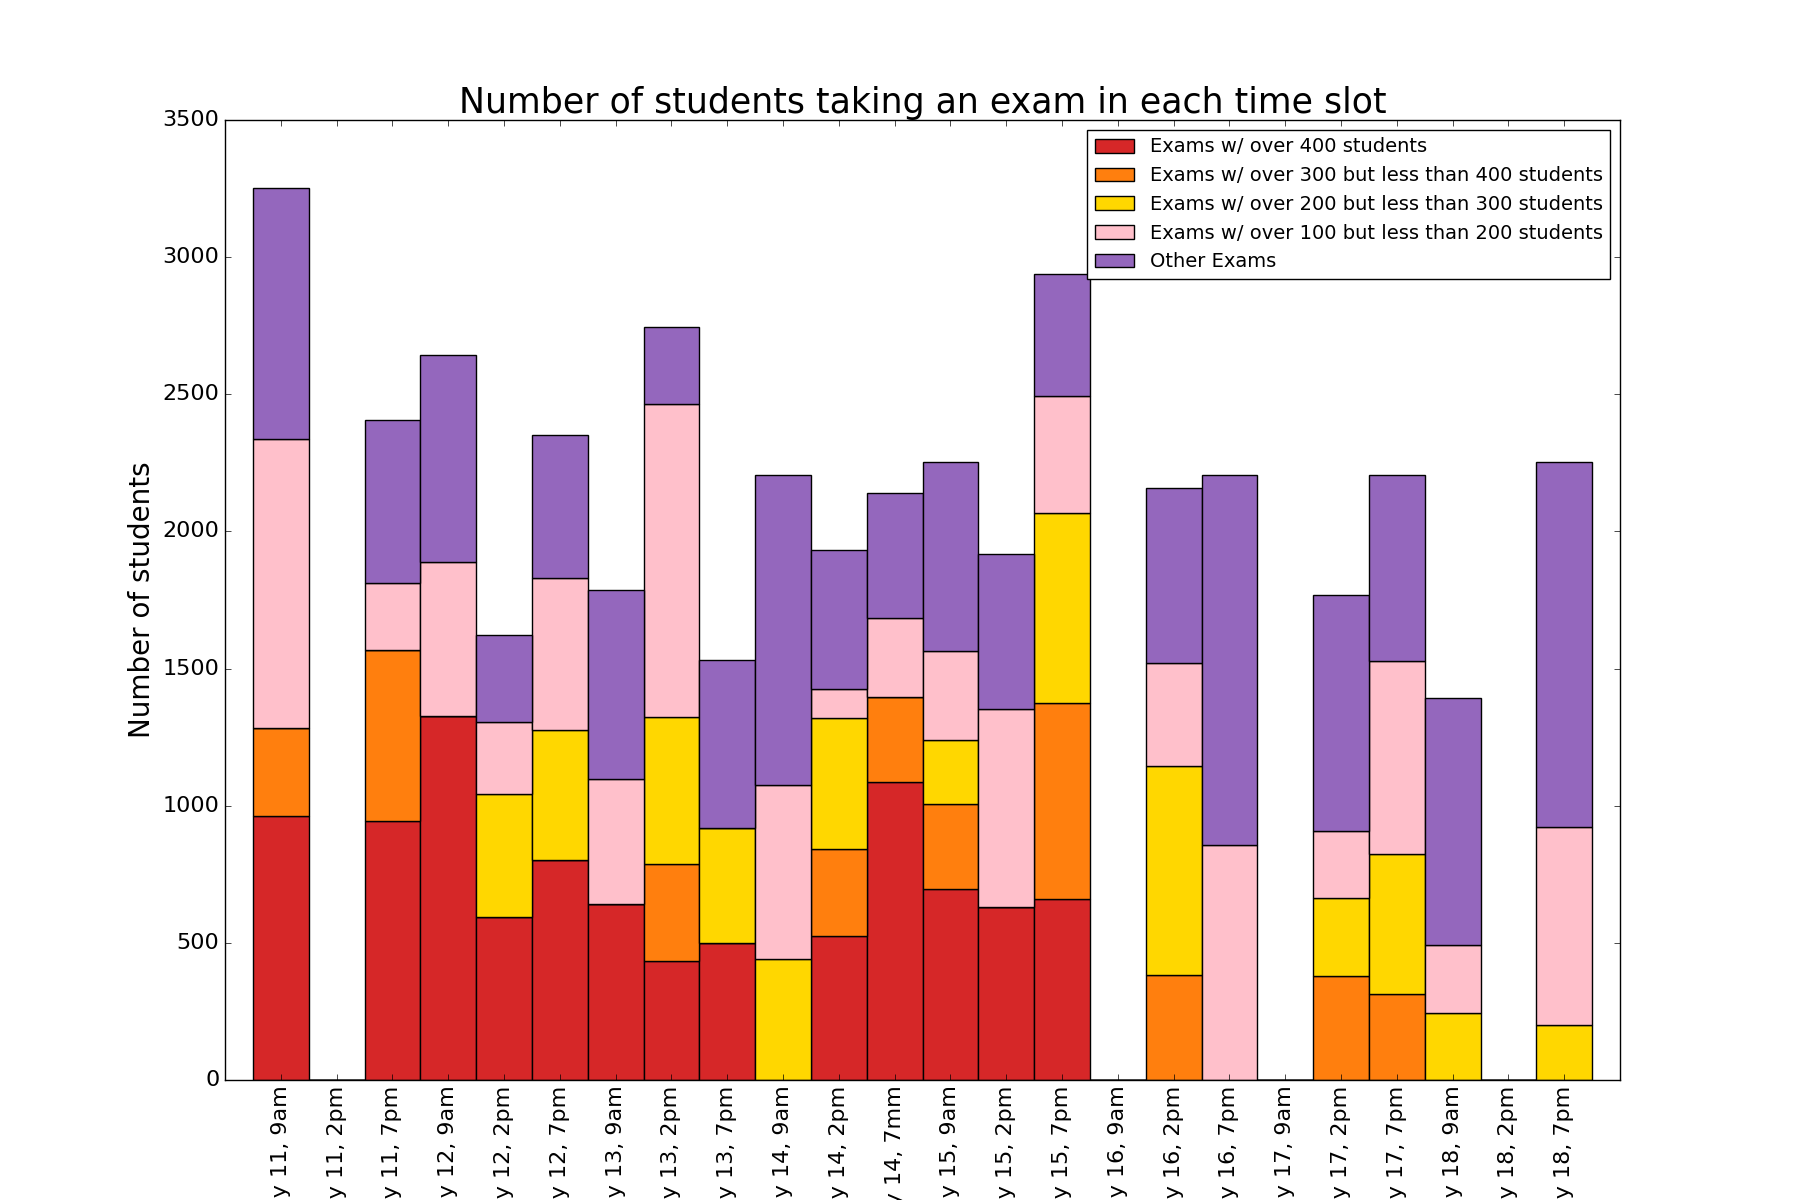 Number of students taking an exam in each time slot
Exams w/ over 400 students
Exams w/ over 300 but less than 400 students
Exams w/ over 200 but less than 300 students
Exams w/ over 100 but less than 200 students
Other Exams
Number of students
3500
3000
2500
2000
1500
1000
500
0
y 11, 9am
y 11, 2pm
y 11, 7pm
y 12, 9am
y 12, 2pm
y 12, 7pm
y 13, 9am
y 13, 2pm
y 13, 7pm
y 14, 9am
y 14, 2pm
y 14, 7mm
y 15, 9am
y 15, 2pm
y 15, 7pm
y 16, 9am
y 16, 2pm
y 16, 7pm
y 17, 9am
y 17, 2pm
y 17, 7pm
y 18, 9am
y 18, 2pm
y 18, 7pm